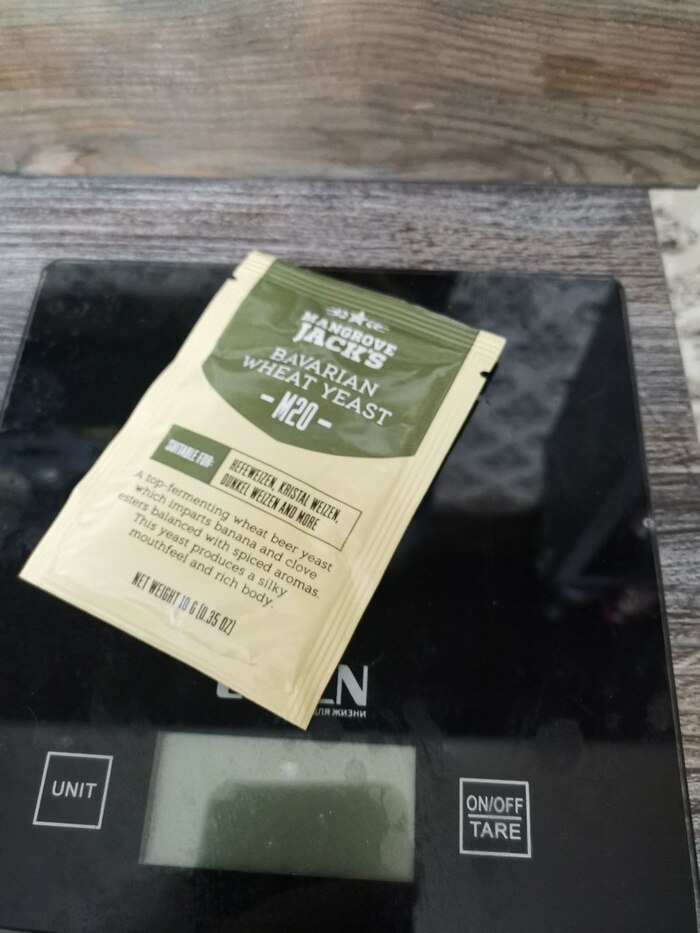 MANGROVE
JACK'S
BAVARIAN
WHEAT YEAST
- M20 -
SUITABLE FOR:
HEFEWEIZEN, KRISTAL WEIZEN,
DUNKEL WEIZEN AND MORE
A top-fermenting wheat beer yeast
which imparts banana and clove
esters balanced with spiced aromas.
This yeast produces a silky
mouthfeel and rich body.
NET WEIGHT 10 G (0.35 OZ)
ДЛЯ ЖИЗНИ
UNIT
ON/OFF
TARE